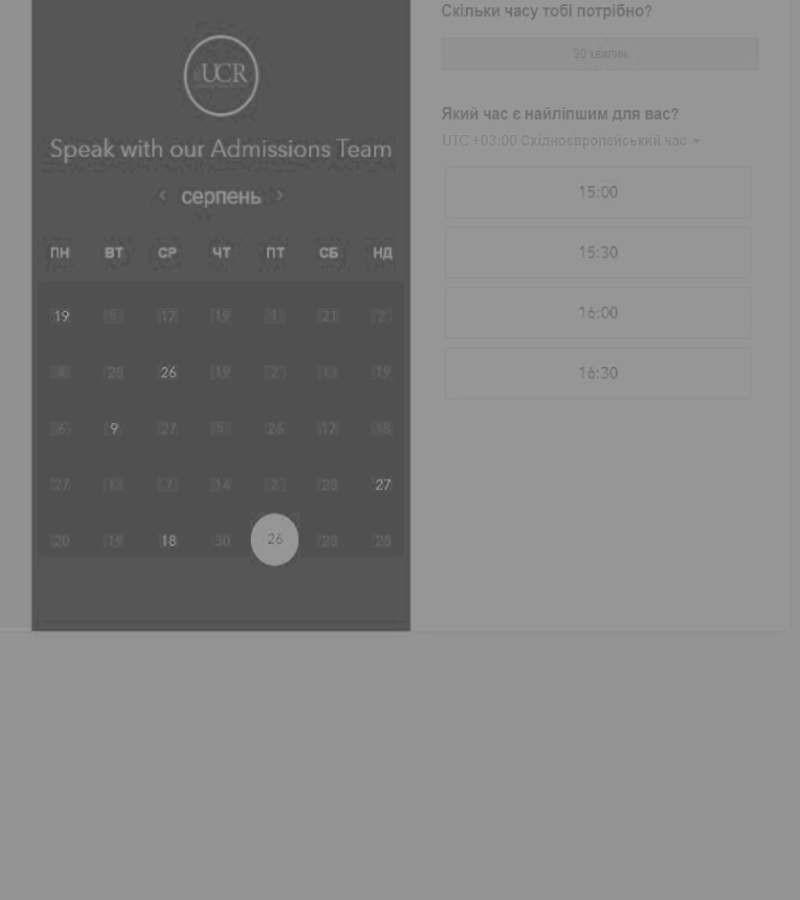 UCR
Speak with our Admissions Team
‹ серпень ›
ПН ВТ СР ЧТ ПТ СБ НД
19 5 17 19 1 21 2
4 28 26 19 2 13 19
6 9 27 5 26 17 18
27 13 7 14 2 28 27
20 19 18 30 26 28 28
Скільки часу тобі потрібно?
30 хвилин
Який час є найліпшим для вас?
UTC +03:00 Східноєвропейський час
15:00
15:30
16:00
16:30